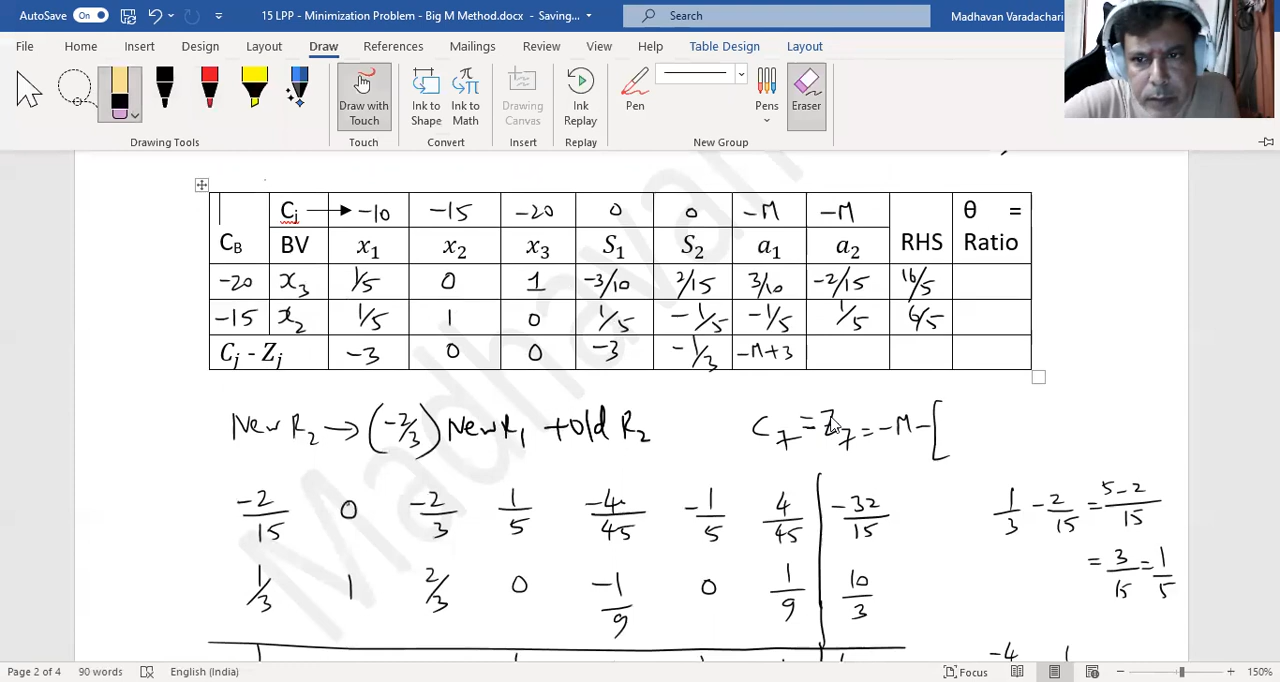 AutoSave On 15 LPP - Minimization Problem - Big M Method.docx - Saving... Search Madhavan Varadachari
File Home Insert Design Layout Draw References Mailings Review View Help Table Design Layout
Draw with Touch Ink to Shape Ink to Math Drawing Canvas Ink Replay Pen Pens Eraser
Drawing Tools Touch Convert Insert Replay New Group
Cj → -10 -15 -20 0 0 -M -M θ =
CB BV x1 x2 x3 S1 S2 a1 a2 RHS Ratio
-20 x3 1/5 0 1 -3/10 2/15 3/10 -2/15 16/5
-15 x2 1/5 1 0 1/5 -1/5 -1/5 1/5 6/5
Cj - Zj -3 0 0 -3 -1/3 -M+3
New R2 → (-2/3) New R1 + Old R2 C7 = Z7 = -M - [
-2/15 0 -2/3 1/5 -4/45 -1/5 4/45 -32/15 1/3 - 2/15 = 5-2/15
1/3 1 2/3 0 -1/9 0 1/9 10/3 = 3/15 = 1/5
Madhavan
Page 2 of 4 90 words English (India) Focus 150%